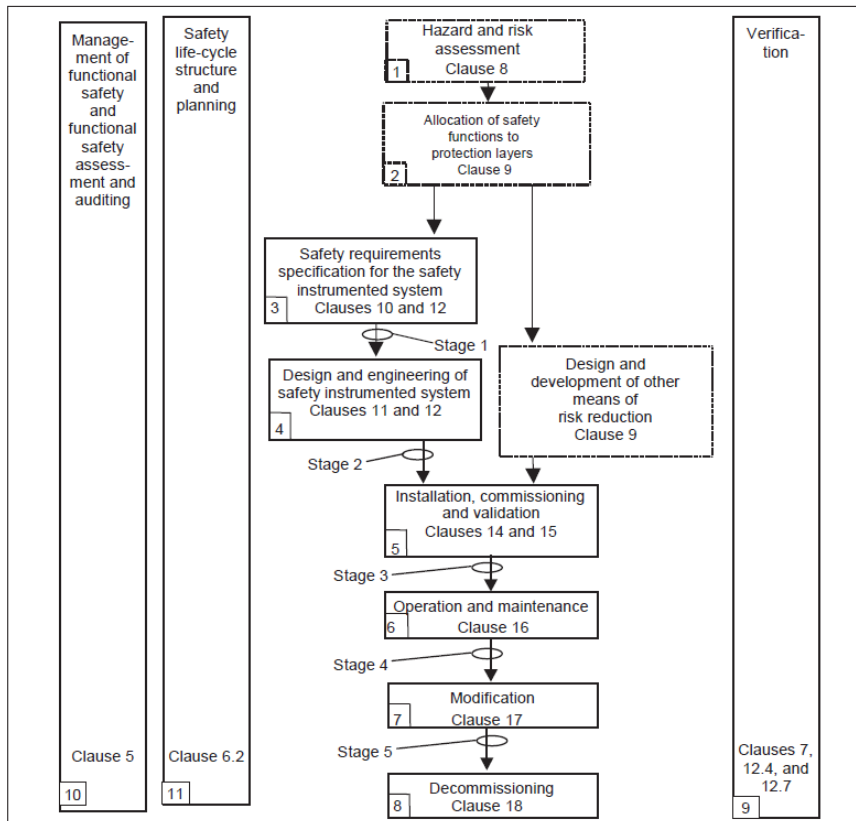 Manage-
ment of
functional
safety
and
functional
safety
assess-
ment and
auditing
Clause 5
10
Safety
life-cycle
structure
and
planning
Clause 6.2
11
Hazard and risk
assessment
Clause 8
1
Allocation of safety
functions to
protection layers
Clause 9
2
Safety requirements
specification for the safety
instrumented system
Clauses 10 and 12
3
Stage 1
Design and engineering of
safety instrumented system
Clauses 11 and 12
4
Design and
development of other
means of
risk reduction
Clause 9
Stage 2
Installation, commissioning
and validation
Clauses 14 and 15
5
Stage 3
Operation and maintenance
Clause 16
6
Stage 4
Modification
Clause 17
7
Stage 5
Decommissioning
Clause 18
8
Verifica-
tion
Clauses 7,
12.4, and
12.7
9